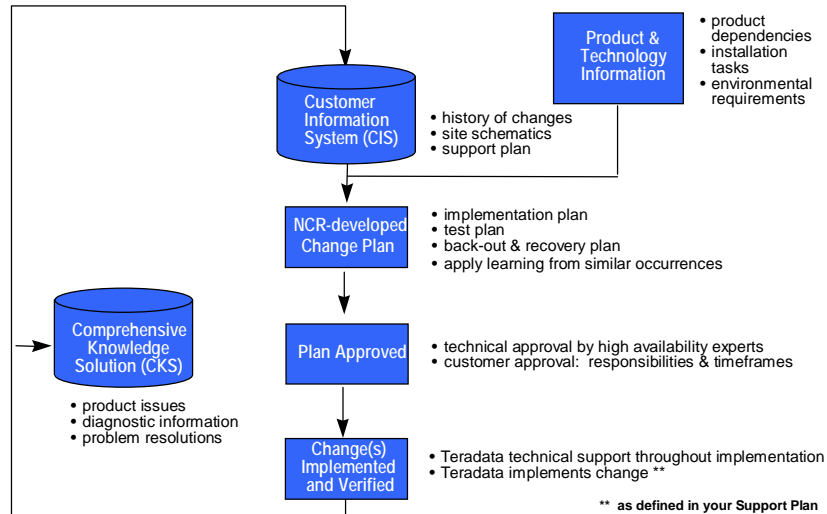 Product &
Technology
Information
• product
dependencies
• installation
tasks
• environmental
requirements
Customer
Information
System (CIS)
• history of changes
• site schematics
• support plan
NCR-developed
Change Plan
• implementation plan
• test plan
• back-out & recovery plan
• apply learning from similar occurrences
Comprehensive
Knowledge
Solution (CKS)
• product issues
• diagnostic information
• problem resolutions
Plan Approved
• technical approval by high availability experts
• customer approval: responsibilities & timeframes
Change(s)
Implemented
and Verified
• Teradata technical support throughout implementation
• Teradata implements change **
** as defined in your Support Plan